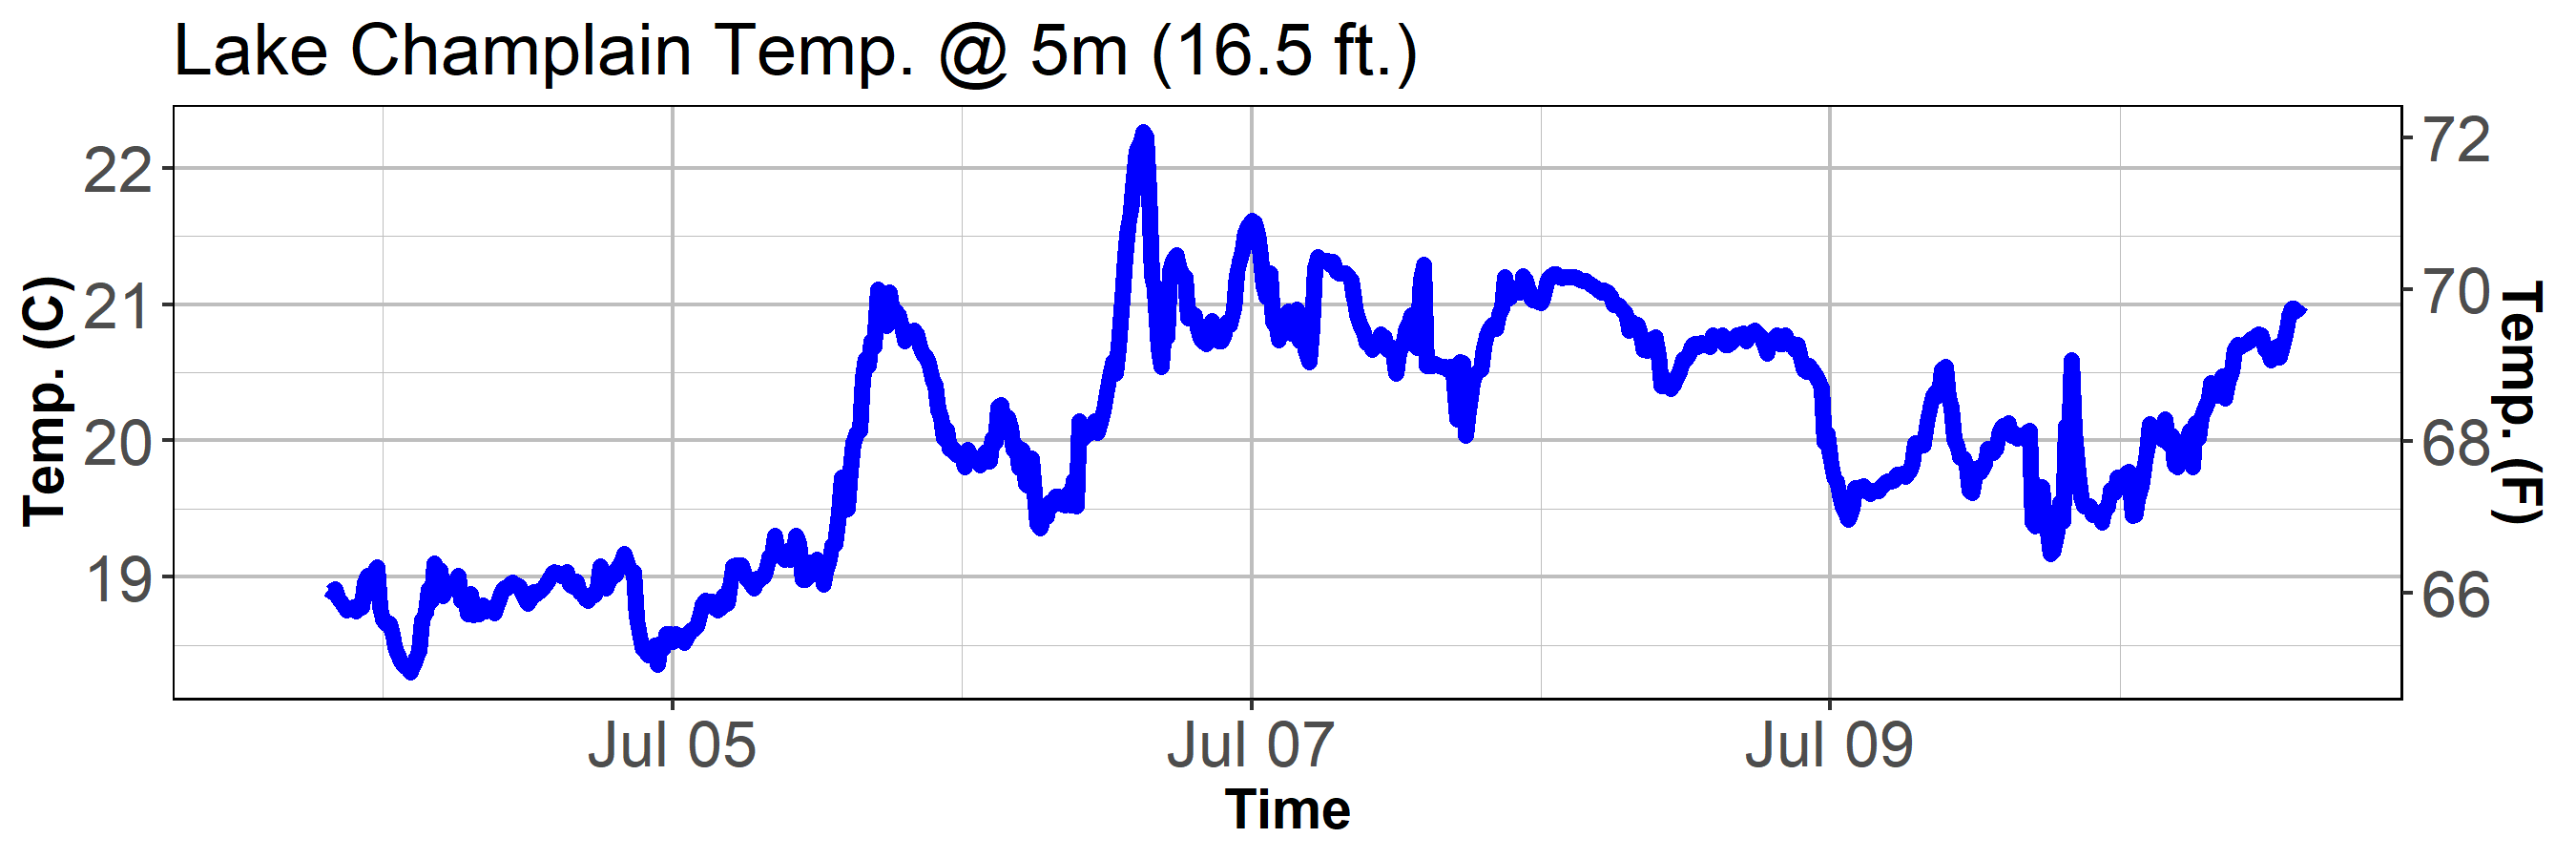 Lake Champlain Temp. @ 5m (16.5 ft.)
Temp. (C)
22
21
20
19
72
70
68
66
Temp. (F)
Jul 05
Jul 07
Jul 09
Time